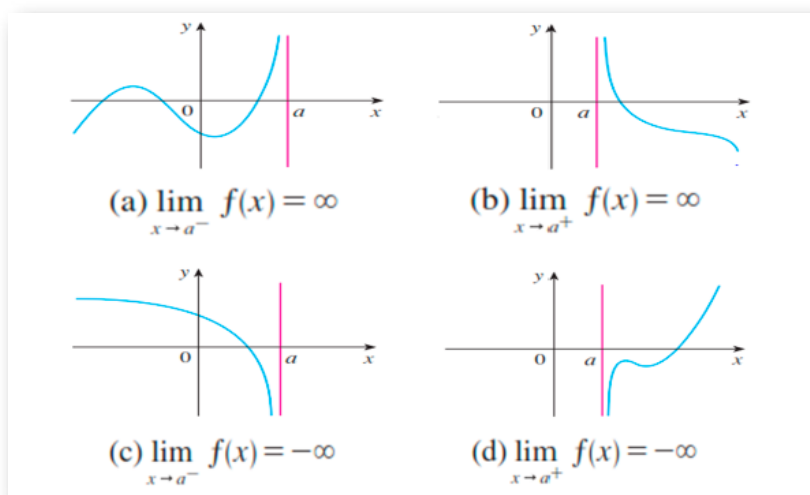 y y
0 a x 0 a x
(a) lim f(x) = ∞ (b) lim f(x) = ∞
x→a⁻ x→a⁺
y y
0 a x 0 a x
(c) lim f(x) = −∞ (d) lim f(x) = −∞
x→a⁻ x→a⁺